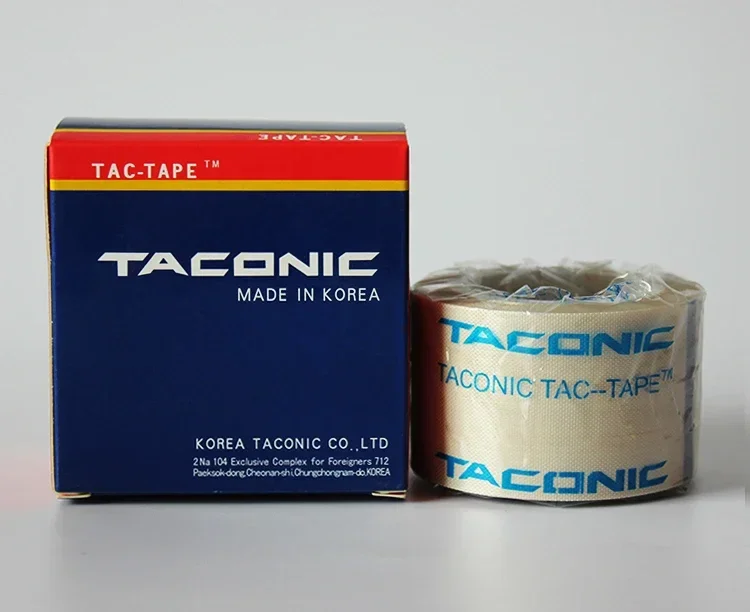 TAC-TAPE
TAC-TAPE™
TACONIC
MADE IN KOREA
KOREA TACONIC CO.,LTD
2Na 104 Exclusive Complex for Foreigners 712
Paeksok-dong,Cheonan-shi,Chungchongnam-do,KOREA
TACONIC
TACONIC TAC--TAPE™
TACONIC